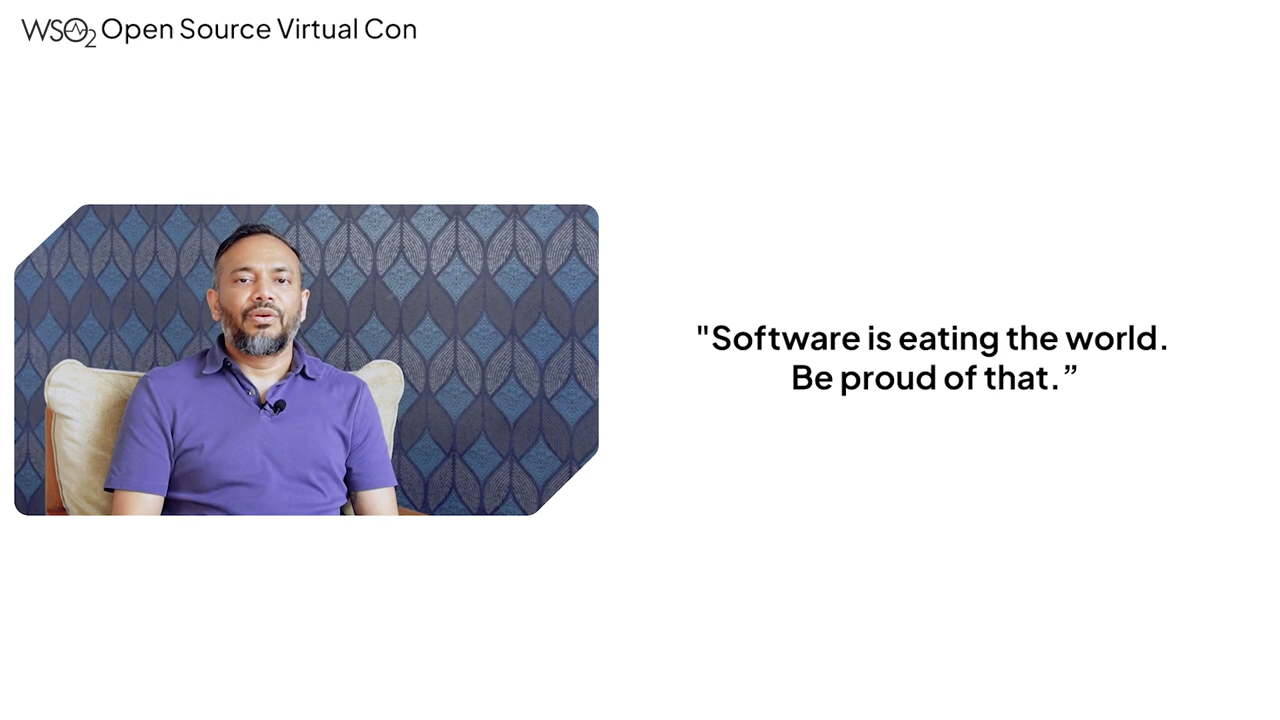 WSO2 Open Source Virtual Con
"Software is eating the world.
Be proud of that.”